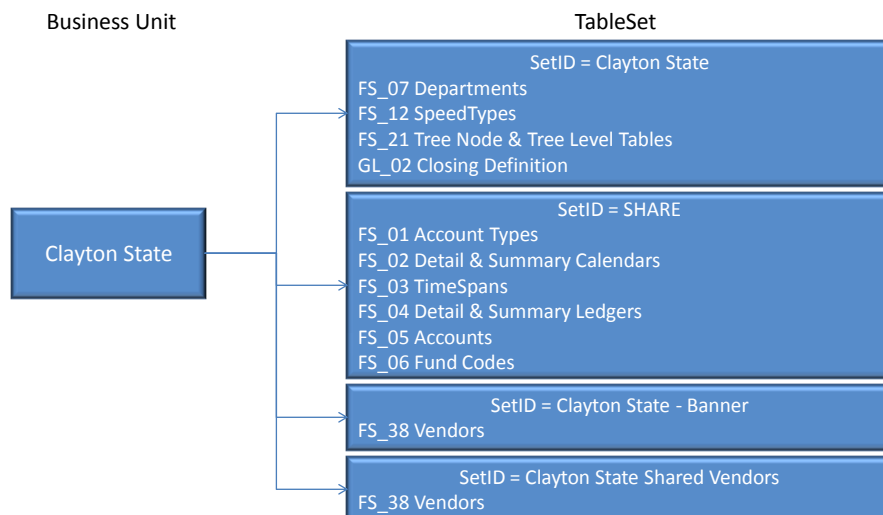 Business Unit
TableSet
SetID = Clayton State
FS_07 Departments
FS_12 SpeedTypes
FS_21 Tree Node & Tree Level Tables
GL_02 Closing Definition
Clayton State
SetID = SHARE
FS_01 Account Types
FS_02 Detail & Summary Calendars
FS_03 TimeSpans
FS_04 Detail & Summary Ledgers
FS_05 Accounts
FS_06 Fund Codes
SetID = Clayton State - Banner
FS_38 Vendors
SetID = Clayton State Shared Vendors
FS_38 Vendors